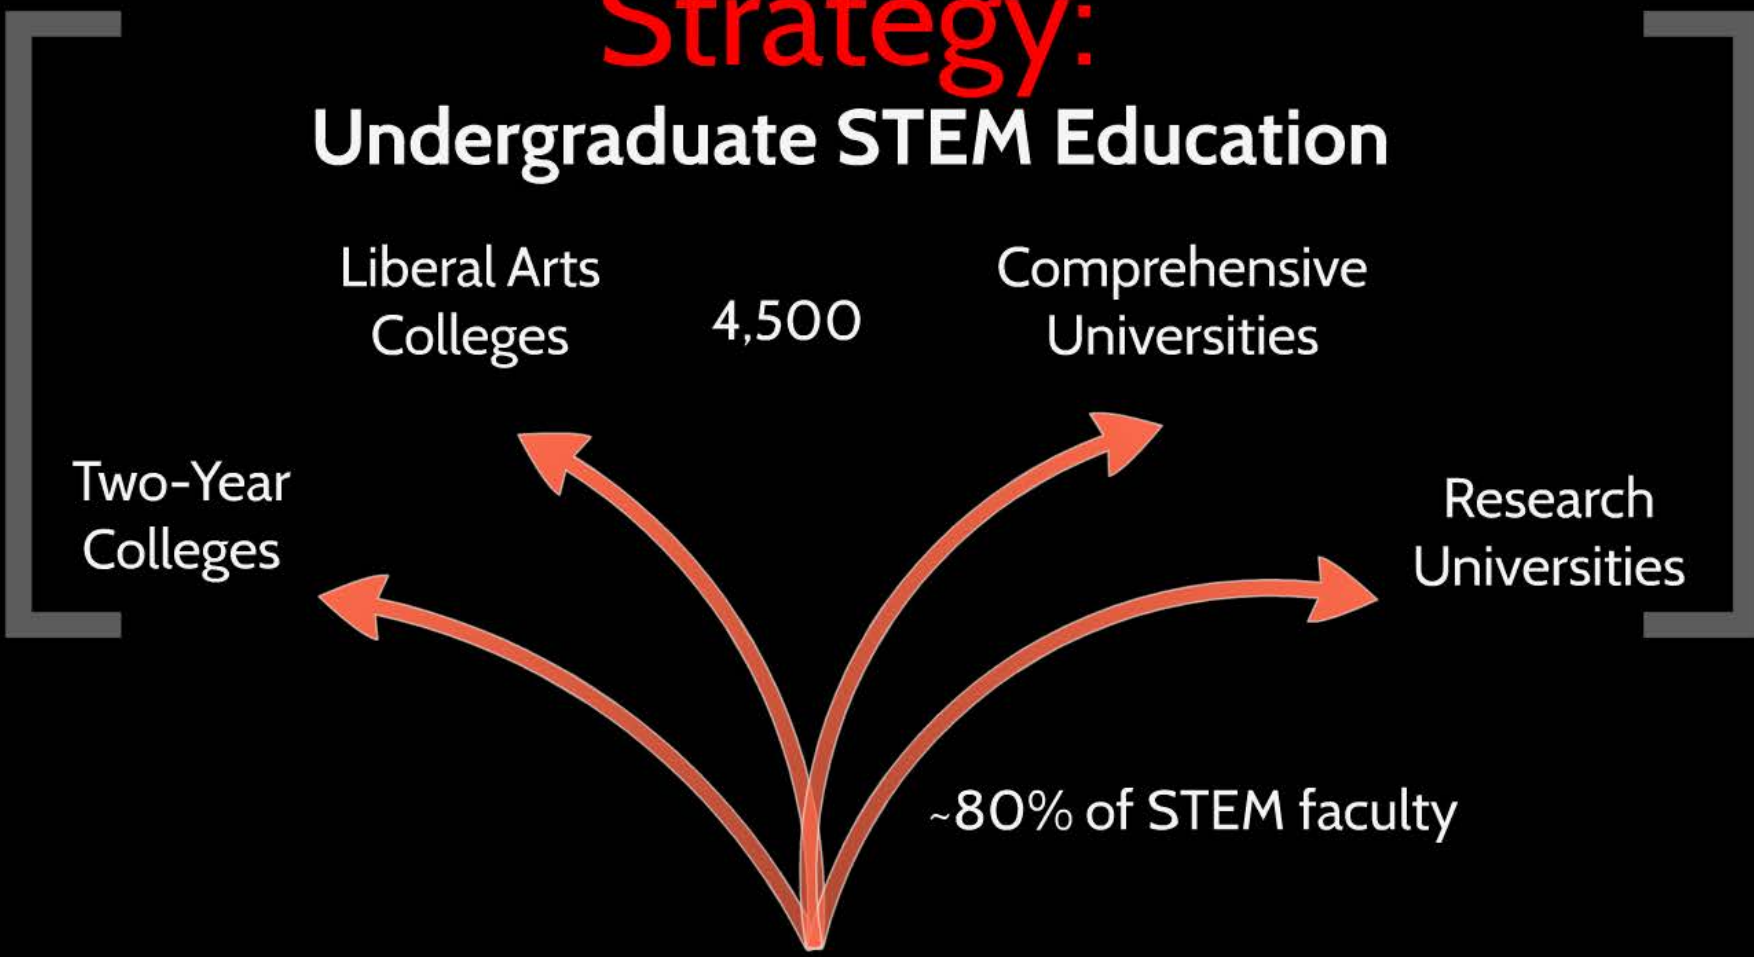 Strategy:
Undergraduate STEM Education
Liberal Arts
Colleges
4,500
Comprehensive
Universities
Two-Year
Colleges
Research
Universities
~80% of STEM faculty